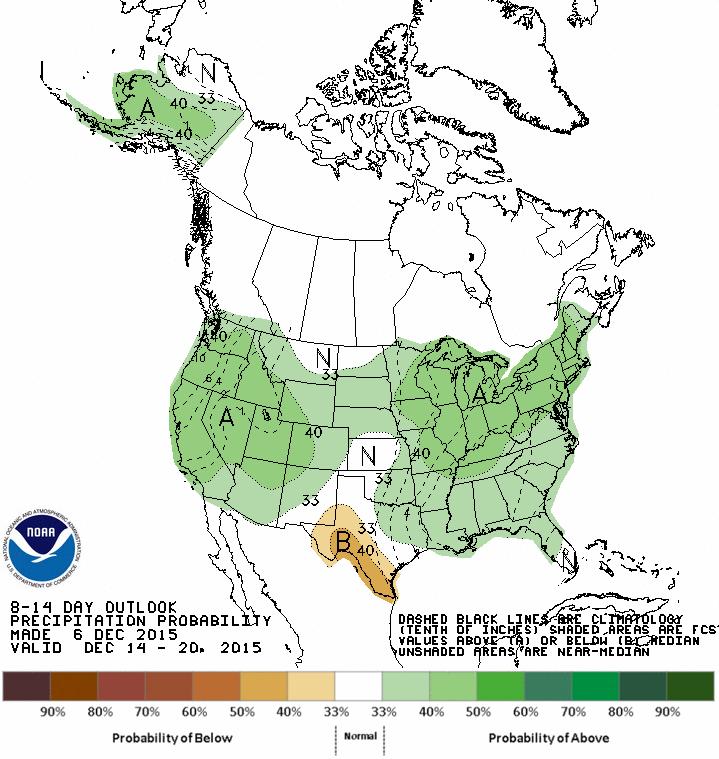 N
A
40
33
40
40
N
33
A
A
40
N
40
33
33
33
B
40
N
NATIONAL OCEANIC AND ATMOSPHERIC ADMINISTRATION
NOAA
U.S. DEPARTMENT OF COMMERCE
8-14 DAY OUTLOOK
PRECIPITATION PROBABILITY
MADE 6 DEC 2015
VALID DEC 14 - 20, 2015
DASHED BLACK LINES ARE CLIMATOLOGY
(TENTH OF INCHES) SHADED AREAS ARE FCST
VALUES ABOVE (A) OR BELOW (B) MEDIAN
UNSHADED AREAS ARE NEAR-MEDIAN
90% 80% 70% 60% 50% 40% 33% 33% 40% 50% 60% 70% 80% 90%
Probability of Below Normal Probability of Above